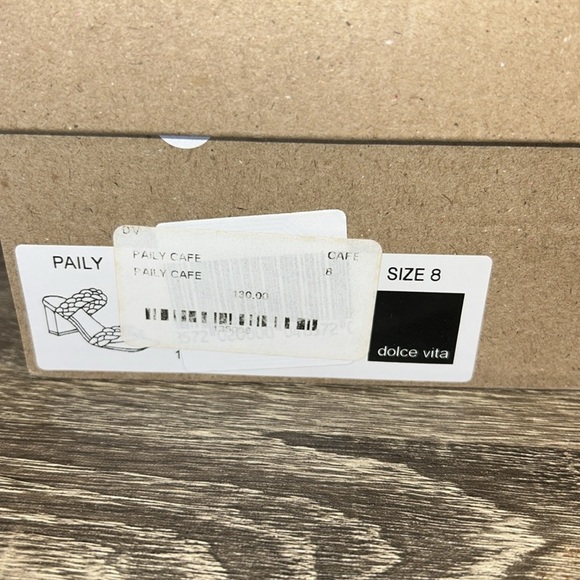 PAILY
DV
PAILY CAFE CAFE
PAILY CAFE 8
130.00
SIZE 8
dolce vita
1